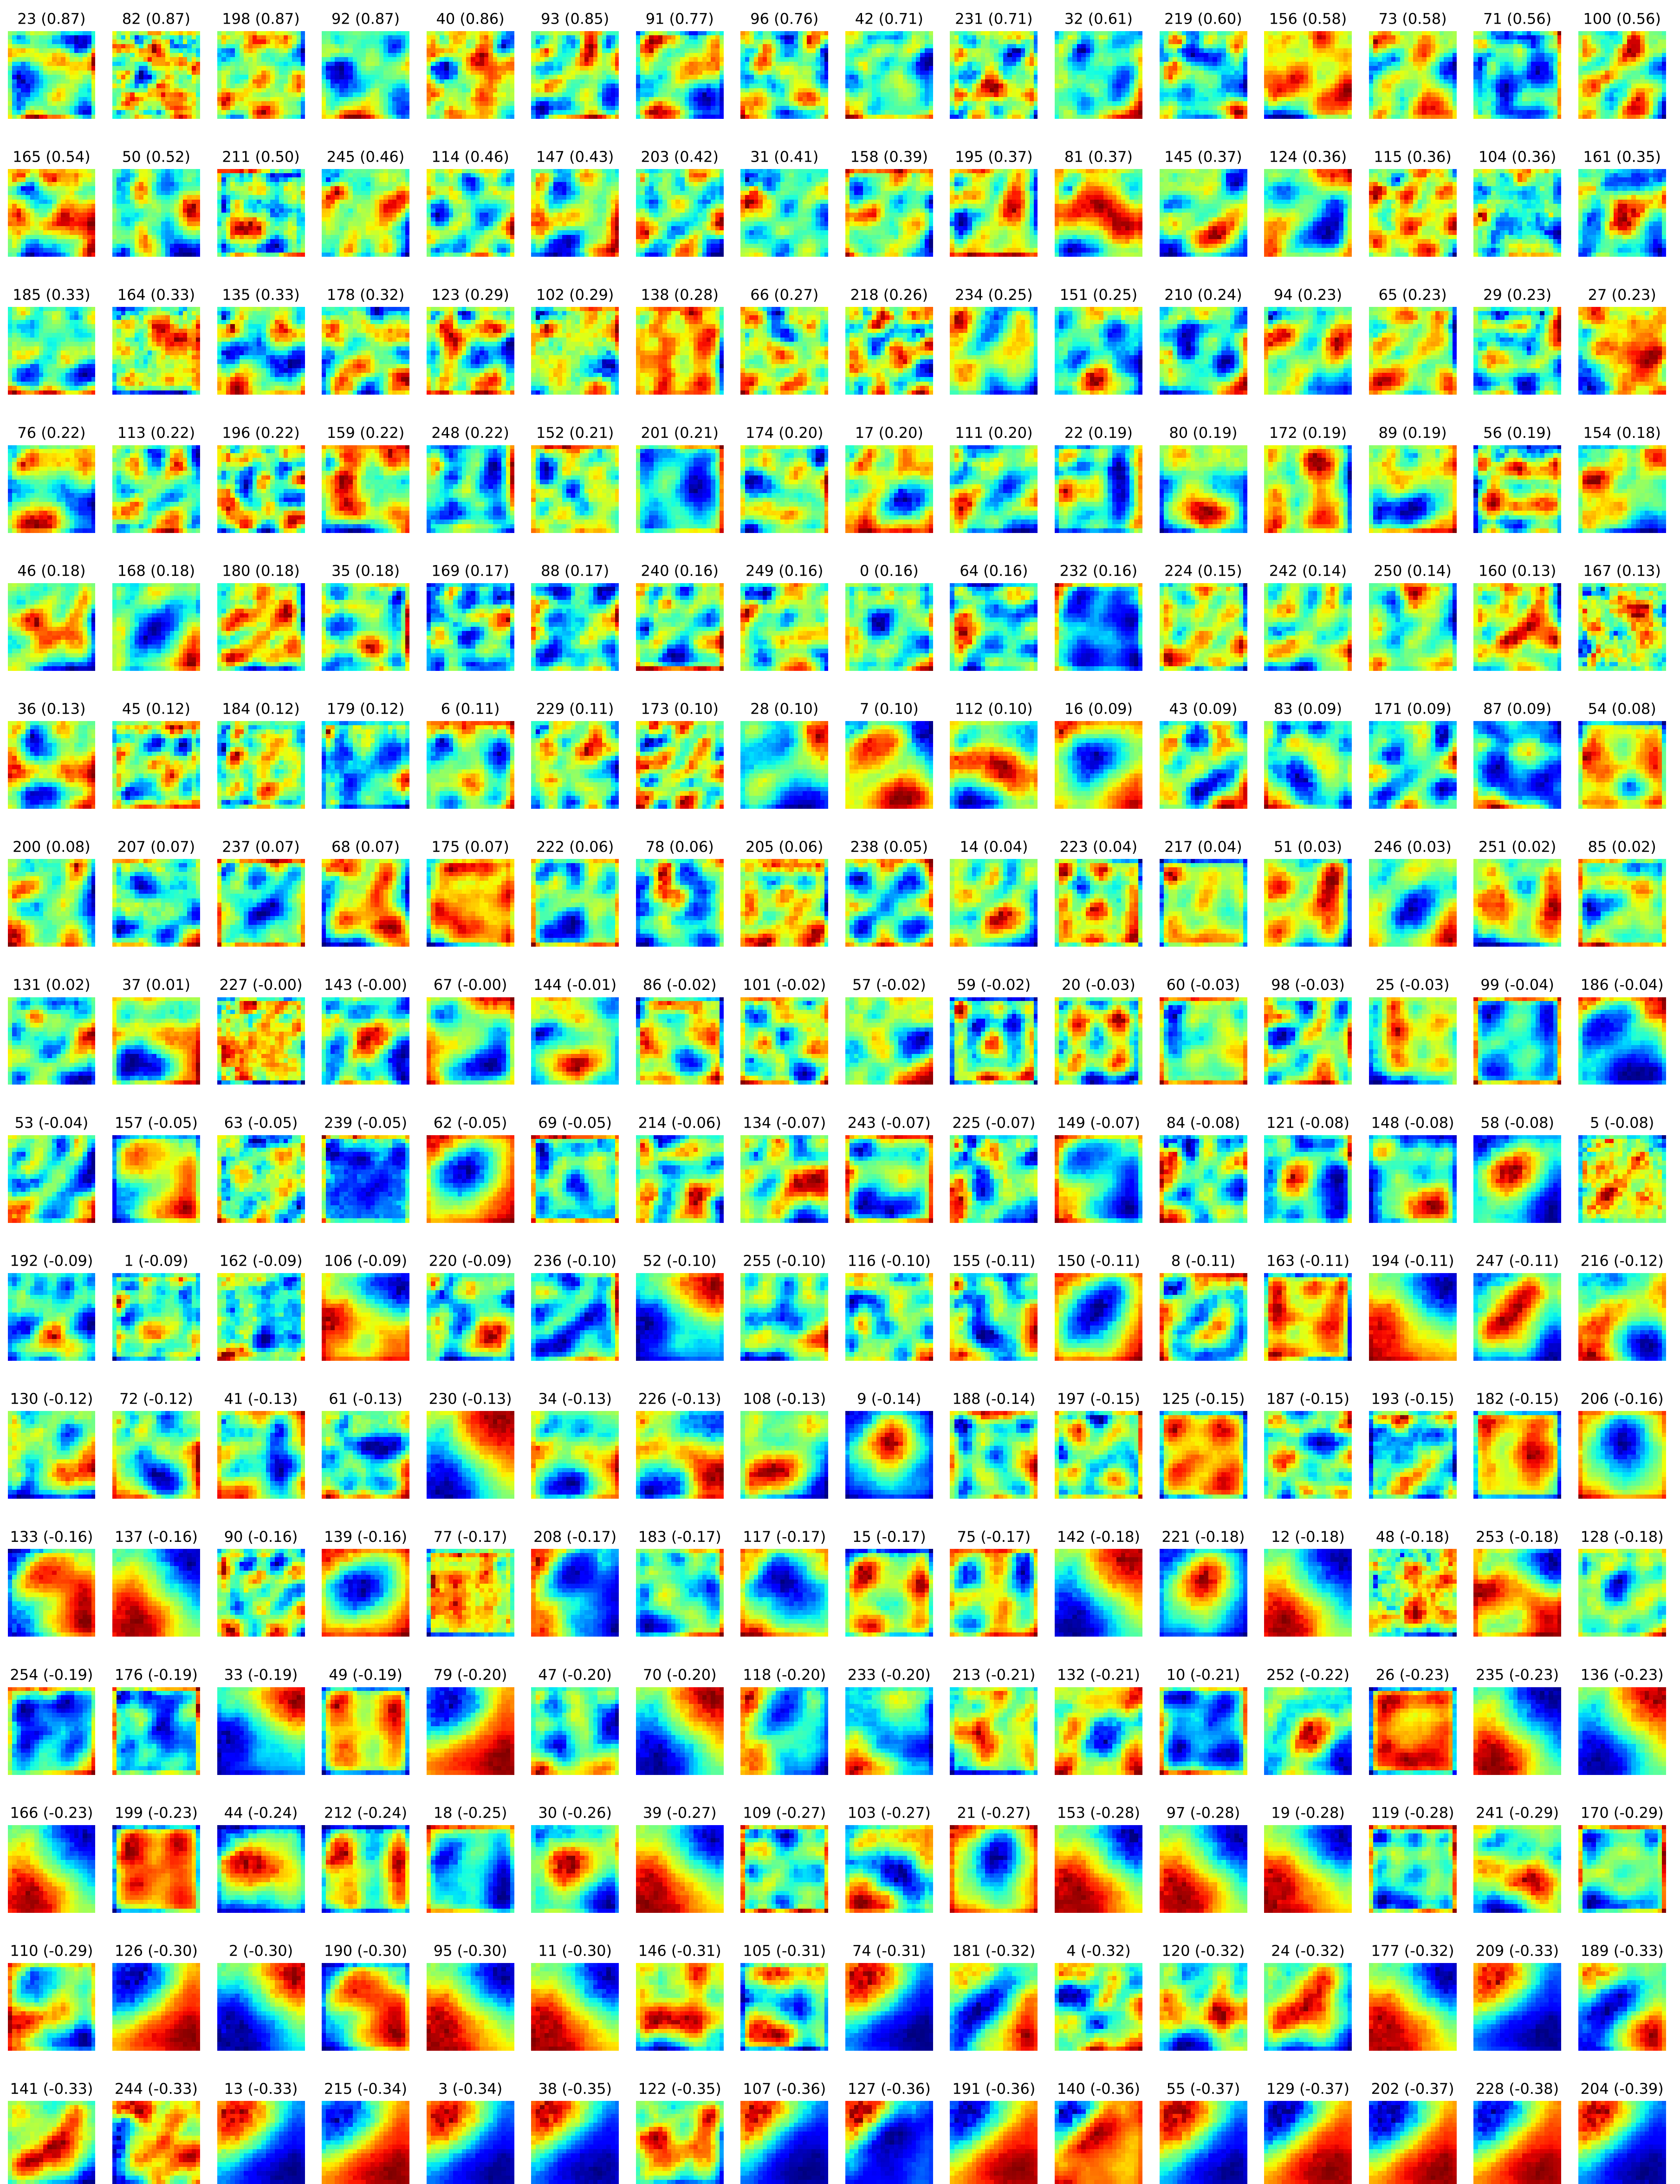 23 (0.87) 82 (0.87) 198 (0.87) 92 (0.87) 40 (0.86) 93 (0.85) 91 (0.77) 96 (0.76) 42 (0.71) 231 (0.71) 32 (0.61) 219 (0.60) 156 (0.58) 73 (0.58) 71 (0.56) 100 (0.56)
165 (0.54) 50 (0.52) 211 (0.50) 245 (0.46) 114 (0.46) 147 (0.43) 203 (0.42) 31 (0.41) 158 (0.39) 195 (0.37) 81 (0.37) 145 (0.37) 124 (0.36) 115 (0.36) 104 (0.36) 161 (0.35)
185 (0.33) 164 (0.33) 135 (0.33) 178 (0.32) 123 (0.29) 102 (0.29) 138 (0.28) 66 (0.27) 218 (0.26) 234 (0.25) 151 (0.25) 210 (0.24) 94 (0.23) 65 (0.23) 29 (0.23) 27 (0.23)
76 (0.22) 113 (0.22) 196 (0.22) 159 (0.22) 248 (0.22) 152 (0.21) 201 (0.21) 174 (0.20) 17 (0.20) 111 (0.20) 22 (0.19) 80 (0.19) 172 (0.19) 89 (0.19) 56 (0.19) 154 (0.18)
46 (0.18) 168 (0.18) 180 (0.18) 35 (0.18) 169 (0.17) 88 (0.17) 240 (0.16) 249 (0.16) 0 (0.16) 64 (0.16) 232 (0.16) 224 (0.15) 242 (0.14) 250 (0.14) 160 (0.13) 167 (0.13)
36 (0.13) 45 (0.12) 184 (0.12) 179 (0.12) 6 (0.11) 229 (0.11) 173 (0.10) 28 (0.10) 7 (0.10) 112 (0.10) 16 (0.09) 43 (0.09) 83 (0.09) 171 (0.09) 87 (0.09) 54 (0.08)
200 (0.08) 207 (0.07) 237 (0.07) 68 (0.07) 175 (0.07) 222 (0.06) 78 (0.06) 205 (0.06) 238 (0.05) 14 (0.04) 223 (0.04) 217 (0.04) 51 (0.03) 246 (0.03) 251 (0.02) 85 (0.02)
131 (0.02) 37 (0.01) 227 (-0.00) 143 (-0.00) 67 (-0.00) 144 (-0.01) 86 (-0.02) 101 (-0.02) 57 (-0.02) 59 (-0.02) 20 (-0.03) 60 (-0.03) 98 (-0.03) 25 (-0.03) 99 (-0.04) 186 (-0.04)
53 (-0.04) 157 (-0.05) 63 (-0.05) 239 (-0.05) 62 (-0.05) 69 (-0.05) 214 (-0.06) 134 (-0.07) 243 (-0.07) 225 (-0.07) 149 (-0.07) 84 (-0.08) 121 (-0.08) 148 (-0.08) 58 (-0.08) 5 (-0.08)
192 (-0.09) 1 (-0.09) 162 (-0.09) 106 (-0.09) 220 (-0.09) 236 (-0.10) 52 (-0.10) 255 (-0.10) 116 (-0.10) 155 (-0.11) 150 (-0.11) 8 (-0.11) 163 (-0.11) 194 (-0.11) 247 (-0.11) 216 (-0.12)
130 (-0.12) 72 (-0.12) 41 (-0.13) 61 (-0.13) 230 (-0.13) 34 (-0.13) 226 (-0.13) 108 (-0.13) 9 (-0.14) 188 (-0.14) 197 (-0.15) 125 (-0.15) 187 (-0.15) 193 (-0.15) 182 (-0.15) 206 (-0.16)
133 (-0.16) 137 (-0.16) 90 (-0.16) 139 (-0.16) 77 (-0.17) 208 (-0.17) 183 (-0.17) 117 (-0.17) 15 (-0.17) 75 (-0.17) 142 (-0.18) 221 (-0.18) 12 (-0.18) 48 (-0.18) 253 (-0.18) 128 (-0.18)
254 (-0.19) 176 (-0.19) 33 (-0.19) 49 (-0.19) 79 (-0.20) 47 (-0.20) 70 (-0.20) 118 (-0.20) 233 (-0.20) 213 (-0.21) 132 (-0.21) 10 (-0.21) 252 (-0.22) 26 (-0.23) 235 (-0.23) 136 (-0.23)
166 (-0.23) 199 (-0.23) 44 (-0.24) 212 (-0.24) 18 (-0.25) 30 (-0.26) 39 (-0.27) 109 (-0.27) 103 (-0.27) 21 (-0.27) 153 (-0.28) 97 (-0.28) 19 (-0.28) 119 (-0.28) 241 (-0.29) 170 (-0.29)
110 (-0.29) 126 (-0.30) 2 (-0.30) 190 (-0.30) 95 (-0.30) 11 (-0.30) 146 (-0.31) 105 (-0.31) 74 (-0.31) 181 (-0.32) 4 (-0.32) 120 (-0.32) 24 (-0.32) 177 (-0.32) 209 (-0.33) 189 (-0.33)
141 (-0.33) 244 (-0.33) 13 (-0.33) 215 (-0.34) 3 (-0.34) 38 (-0.35) 122 (-0.35) 107 (-0.36) 127 (-0.36) 191 (-0.36) 140 (-0.36) 55 (-0.37) 129 (-0.37) 202 (-0.37) 228 (-0.38) 204 (-0.39)